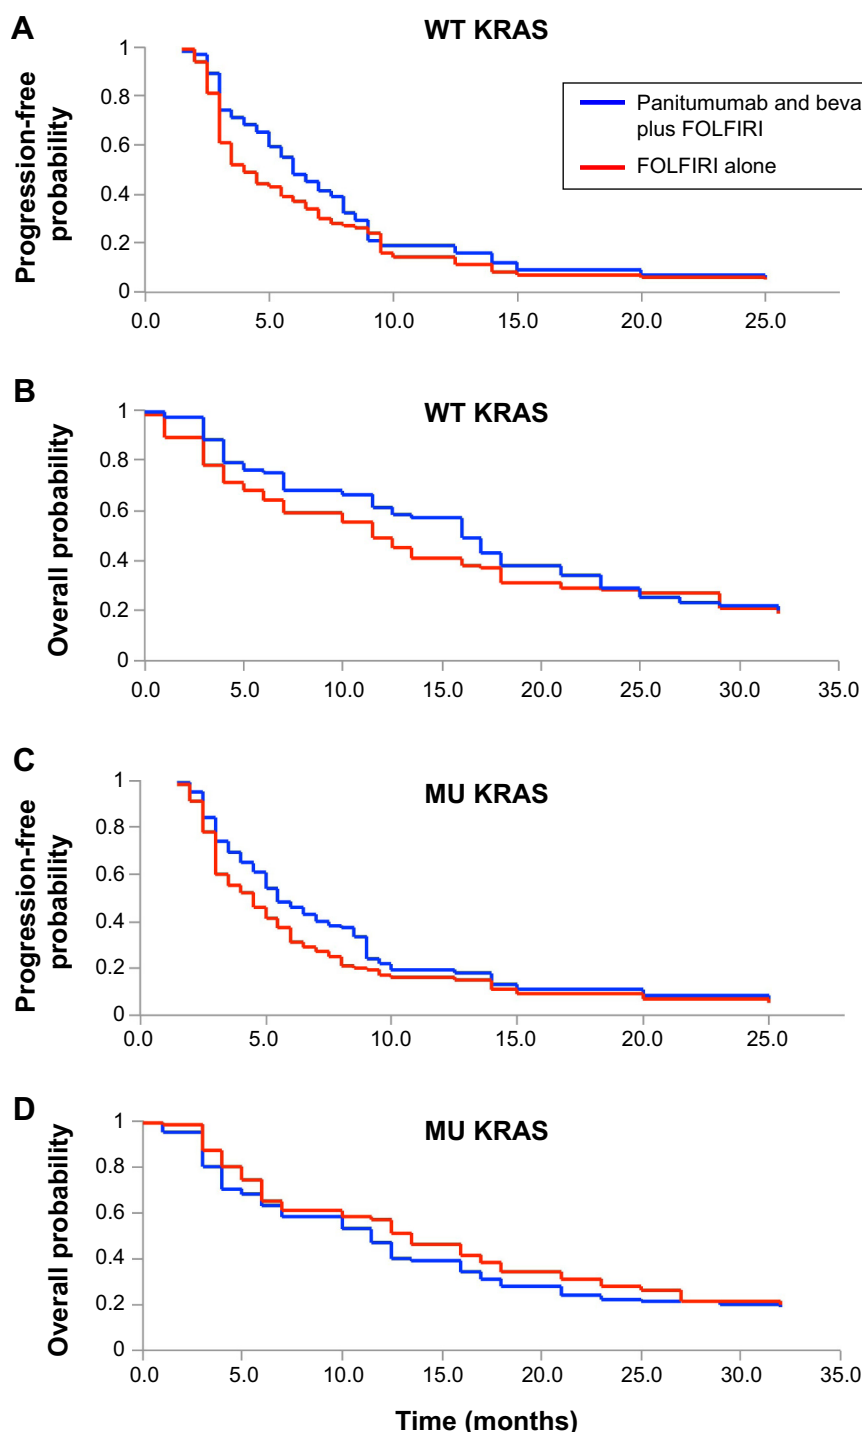 A
WT KRAS
Progression-free
probability
1
0.8
0.6
0.4
0.2
0
0.0
5.0
10.0
15.0
20.0
25.0
Panitumumab and beva
plus FOLFIRI
FOLFIRI alone
B
WT KRAS
Overall probability
1
0.8
0.6
0.4
0.2
0
0.0
5.0
10.0
15.0
20.0
25.0
30.0
35.0
C
MU KRAS
Progression-free
probability
1
0.8
0.6
0.4
0.2
0
0.0
5.0
10.0
15.0
20.0
25.0
D
MU KRAS
Overall probability
1
0.8
0.6
0.4
0.2
0
0.0
5.0
10.0
15.0
20.0
25.0
30.0
35.0
Time (months)